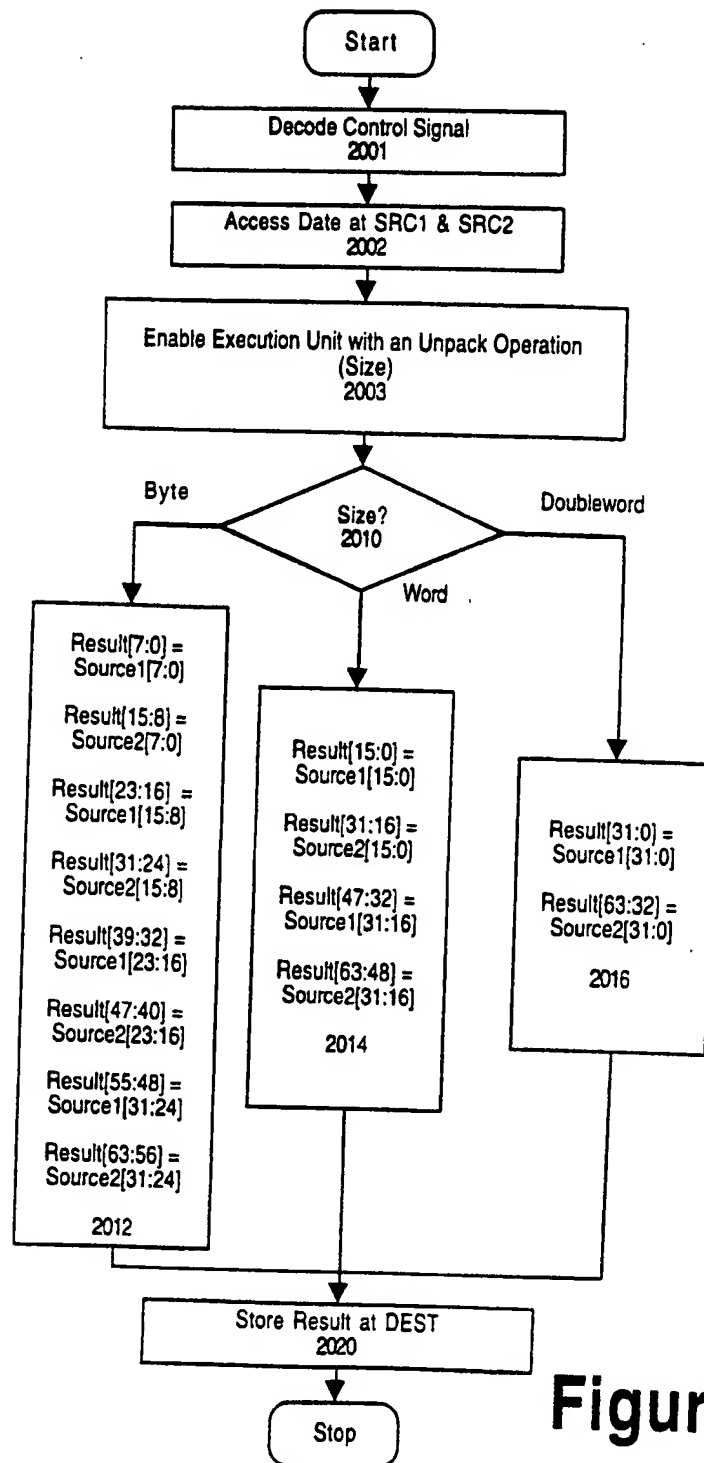 Start
Decode Control Signal
2001
Access Date at SRC1 & SRC2
2002
Enable Execution Unit with an Unpack Operation
(Size)
2003
Byte
Size?
2010
Doubleword
Word
Result[7:0] =
Source1[7:0]
Result[15:8] =
Source2[7:0]
Result[23:16] =
Source1[15:8]
Result[31:24] =
Source2[15:8]
Result[39:32] =
Source1[23:16]
Result[47:40] =
Source2[23:16]
Result[55:48] =
Source1[31:24]
Result[63:56] =
Source2[31:24]
2012
Result[15:0] =
Source1[15:0]
Result[31:16] =
Source2[15:0]
Result[47:32] =
Source1[31:16]
Result[63:48] =
Source2[31:16]
2014
Result[31:0] =
Source1[31:0]
Result[63:32] =
Source2[31:0]
2016
Store Result at DEST
2020
Stop
Figur